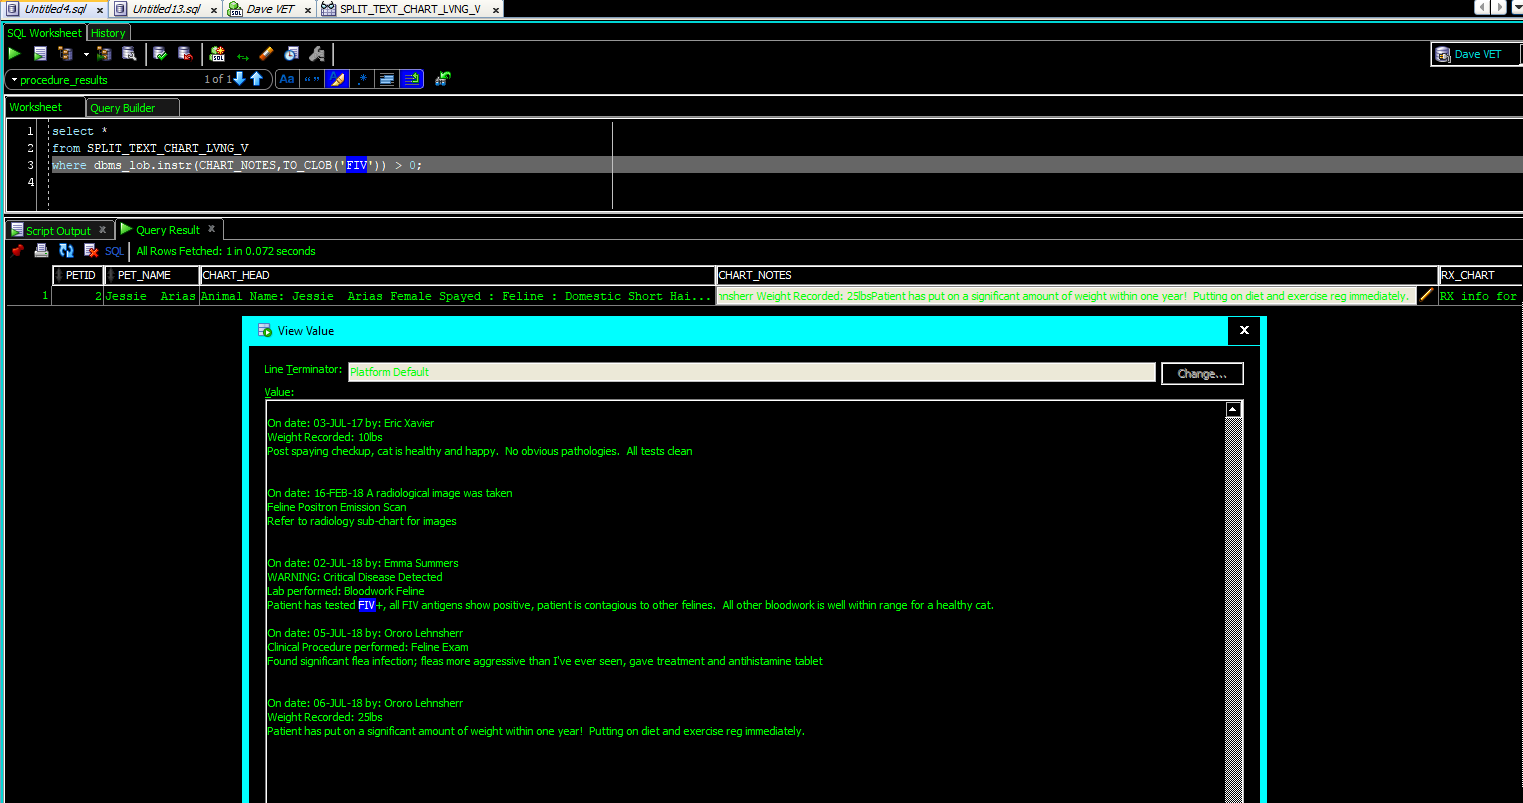 Untitled4.sql × Untitled13.sql × Dave VET × SPLIT_TEXT_CHART_LVNG_V ×
SQL Worksheet History
Dave VET
procedure_results 1 of 1 Aa “” .*
Worksheet Query Builder
1 select *
2 from SPLIT_TEXT_CHART_LVNG_V
3 where dbms_lob.instr(CHART_NOTES,TO_CLOB('FIV')) > 0;
4
Script Output × Query Result ×
SQL All Rows Fetched: 1 in 0.072 seconds
PETID PET_NAME CHART_HEAD CHART_NOTES RX_CHART
1 2 Jessie Arias Animal Name: Jessie Arias Female Spayed : Feline : Domestic Short Hai... nnsherr Weight Recorded: 25lbsPatient has put on a significant amount of weight within one year! Putting on diet and exercise reg immediately. RX info for
View Value X
Line Terminator: Platform Default Change...
Value:
On date: 03-JUL-17 by: Eric Xavier
Weight Recorded: 10lbs
Post spaying checkup, cat is healthy and happy. No obvious pathologies. All tests clean
On date: 16-FEB-18 A radiological image was taken
Feline Positron Emission Scan
Refer to radiology sub-chart for images
On date: 02-JUL-18 by: Emma Summers
WARNING: Critical Disease Detected
Lab performed: Bloodwork Feline
Patient has tested FIV+, all FIV antigens show positive, patient is contagious to other felines. All other bloodwork is well within range for a healthy cat.
On date: 05-JUL-18 by: Ororo Lehnsherr
Clinical Procedure performed: Feline Exam
Found significant flea infection; fleas more aggressive than I've ever seen, gave treatment and antihistamine tablet
On date: 06-JUL-18 by: Ororo Lehnsherr
Weight Recorded: 25lbs
Patient has put on a significant amount of weight within one year! Putting on diet and exercise reg immediately.